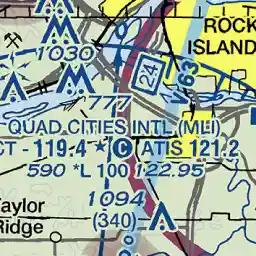 ROCK
ISLAND
1030
24
V 63
777
QUAD CITIES INTL (MLI)
CT - 119.4 * C ATIS 121.2
590 *L 100 122.95
1094
(340)
Taylor
Ridge